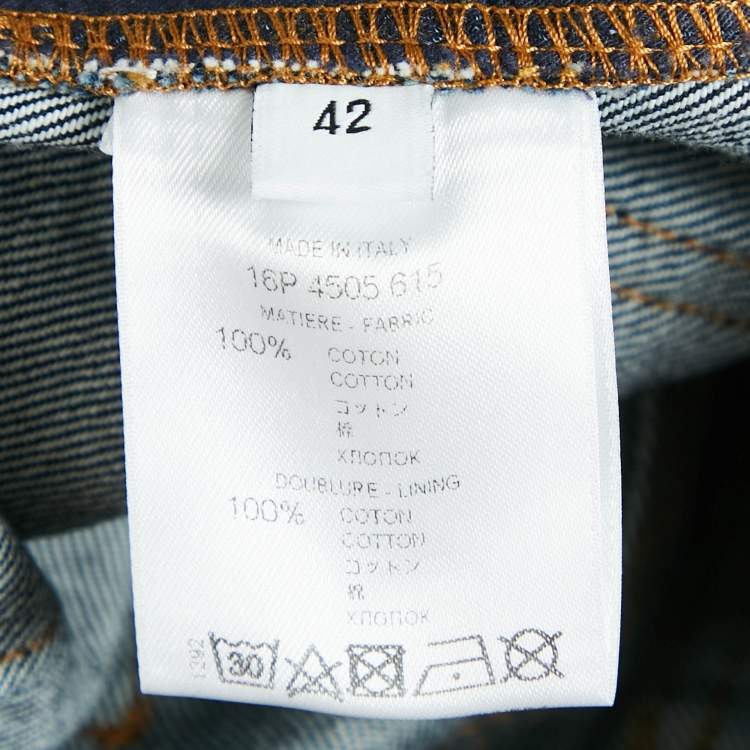 42
MADE IN ITALY
16P 4505 615
MATIERE - FABRIC
100% COTON
COTTON
コットン
棉
ХЛОПОК
DOUBLURE - LINING
100% COTON
COTTON
コットン
棉
ХЛОПОК
1392
30